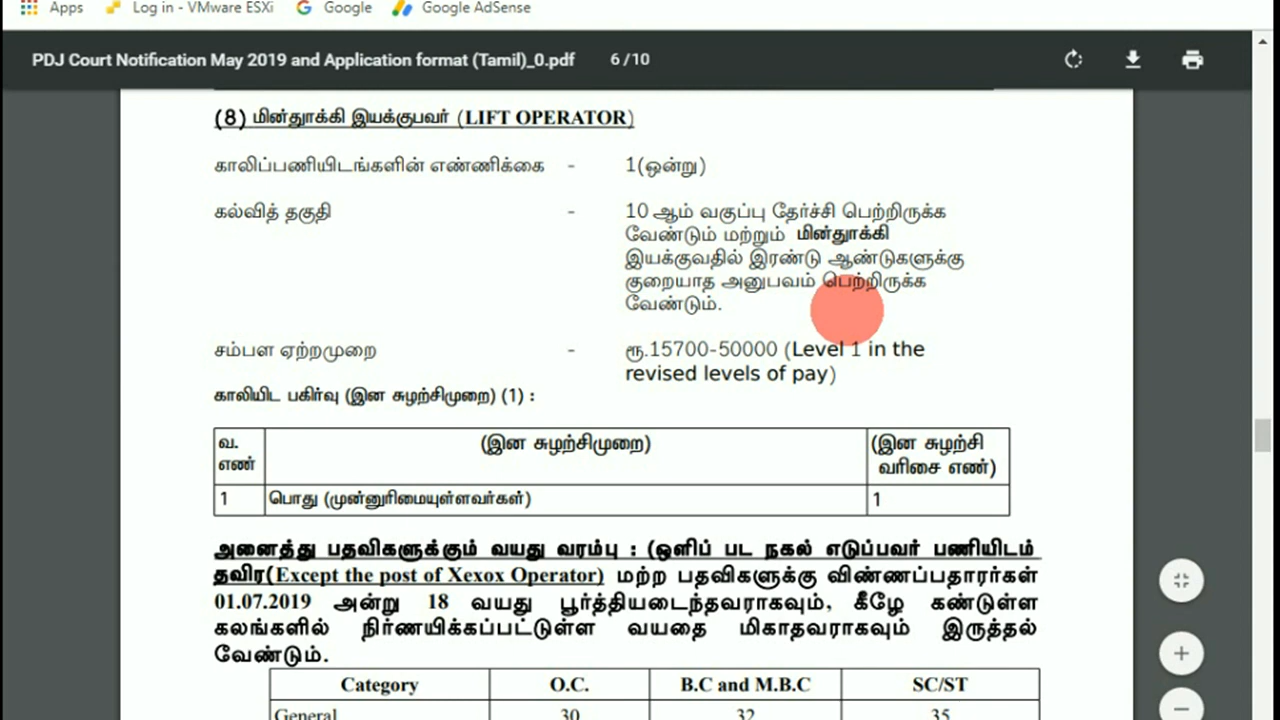 Apps Log in - VMware ESXi Google Google AdSense
PDJ Court Notification May 2019 and Application format (Tamil)_0.pdf 6 / 10
(8) மின்தூக்கி இயக்குபவர் (LIFT OPERATOR)
காலிப்பணியிடங்களின் எண்ணிக்கை - 1(ஒன்று)
கல்வித் தகுதி - 10 ஆம் வகுப்பு தேர்ச்சி பெற்றிருக்க
வேண்டும் மற்றும் மின்தூக்கி
இயக்குவதில் இரண்டு ஆண்டுகளுக்கு
குறையாத அனுபவம் பெற்றிருக்க
வேண்டும்.
சம்பள ஏற்றமுறை - ரூ.15700-50000 (Level 1 in the
revised levels of pay)
காலியிட பகிர்வு (இன சுழற்சிமுறை) (1) :
வ. (இன சுழற்சிமுறை) (இன சுழற்சி
எண் வரிசை எண்)
1 பொது (முன்னுரிமையுள்ளவர்கள்) 1
அனைத்து பதவிகளுக்கும் வயது வரம்பு : (ஒளிப் பட நகல் எடுப்பவர் பணியிடம்
தவிர(Except the post of Xexox Operator) மற்ற பதவிகளுக்கு விண்ணப்பதாரர்கள்
01.07.2019 அன்று 18 வயது பூர்த்தியடைந்தவராகவும், கீழே கண்டுள்ள
கலங்களில் நிர்ணயிக்கப்பட்டுள்ள வயதை மிகாதவராகவும் இருத்தல்
வேண்டும்.
Category O.C. B.C and M.B.C SC/ST
General 30 32 35